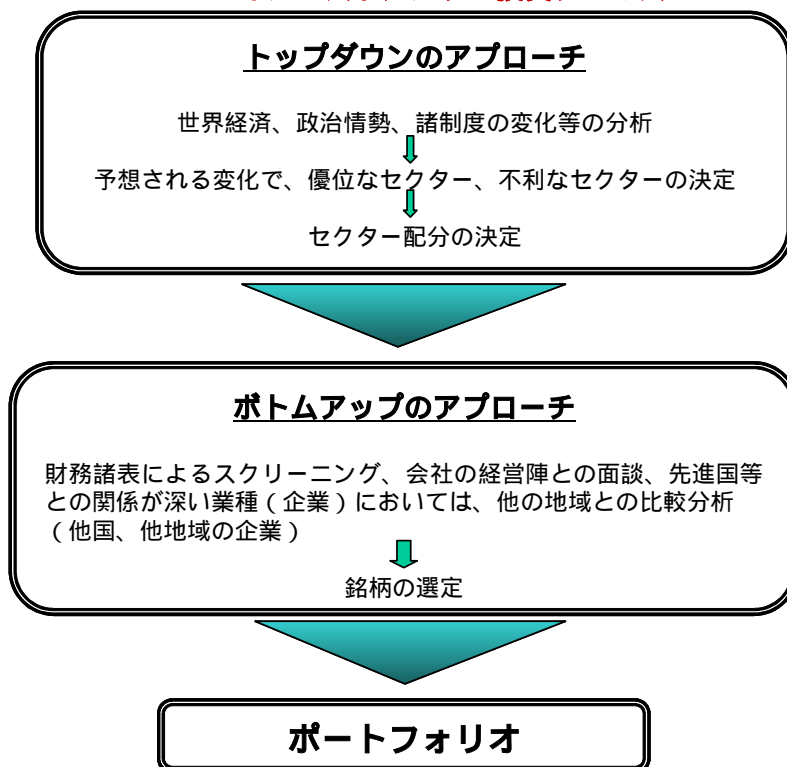 トップダウンのアプローチ
世界経済、政治情勢、諸制度の変化等の分析
予想される変化で、優位なセクター、不利なセクターの決定
セクター配分の決定
ボトムアップのアプローチ
財務諸表によるスクリーニング、会社の経営陣との面談、先進国等
との関係が深い業種（企業）においては、他の地域との比較分析
（他国、他地域の企業）
銘柄の選定
ポートフォリオ